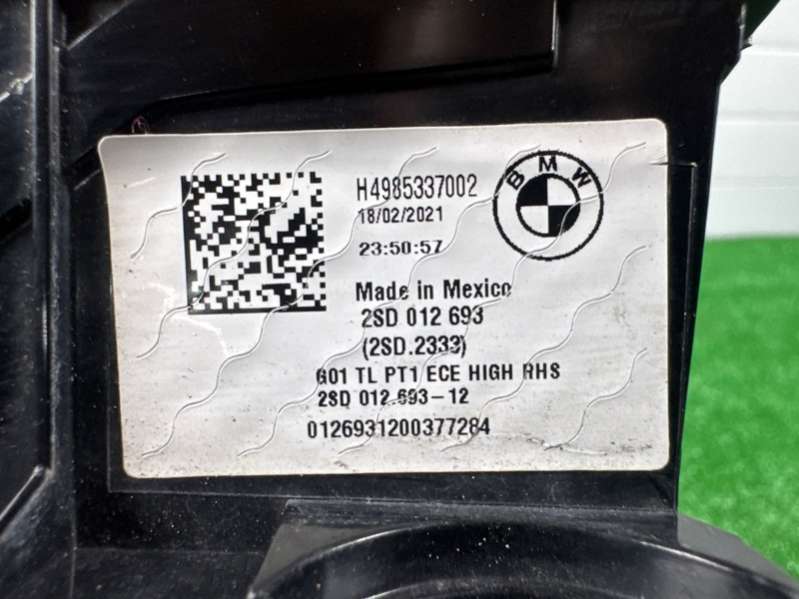 H4985337002
18/02/2021
BMW
23:50:57
Made in Mexico
2SD 012 693
(2SD.2333)
G01 TL PT1 ECE HIGH RHS
2SD 012.693-12
0126931200377284